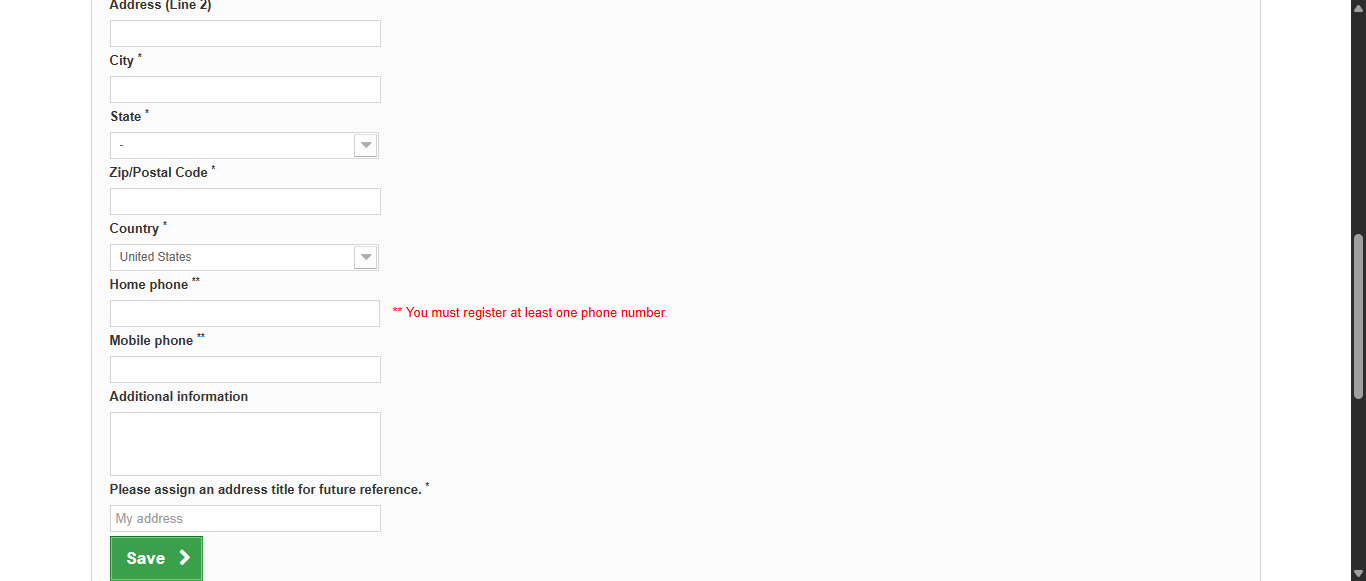 Address (Line 2)
City *
State *
-
Zip/Postal Code *
Country *
United States
Home phone **
** You must register at least one phone number.
Mobile phone **
Additional information
Please assign an address title for future reference. *
My address
Save